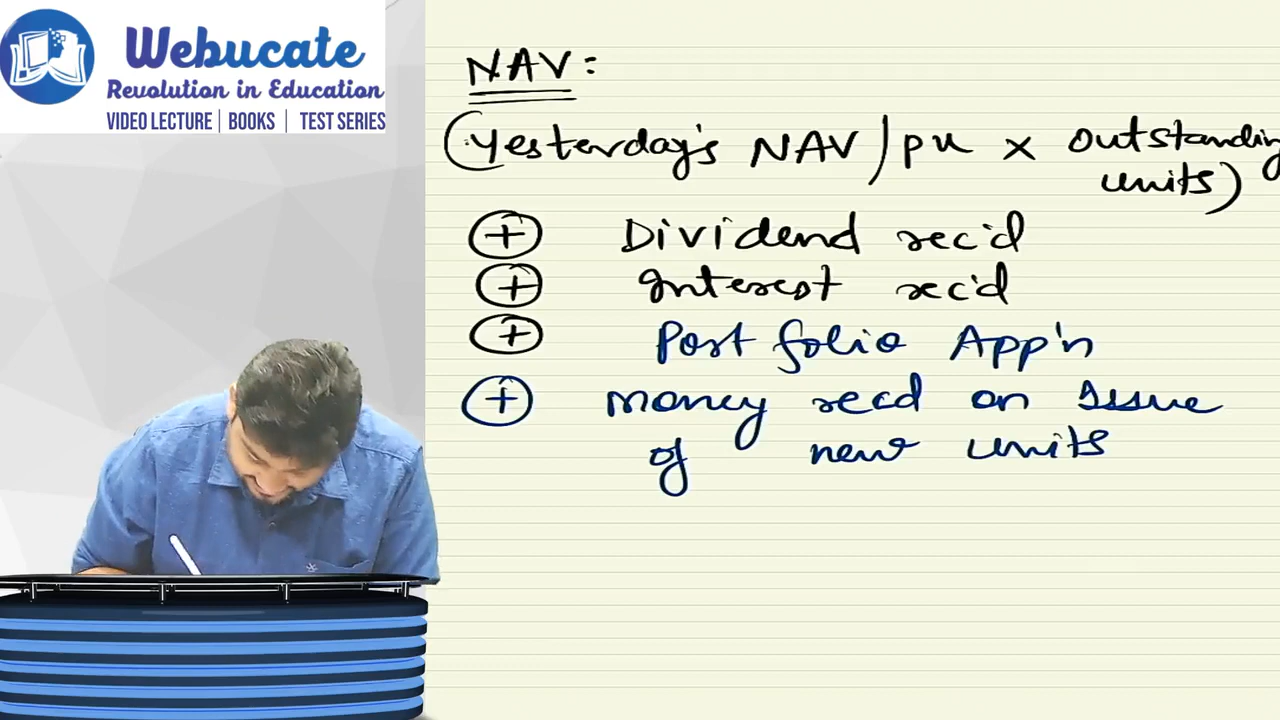 Webucate
Revolution in Education
VIDEO LECTURE | BOOKS | TEST SERIES
NAV:
(Yesterday's NAV/pu × outstanding
units)
+ Dividend rec'd
+ Interest rec'd
+ Portfolio App'n
+ money recd on Issue
of new units